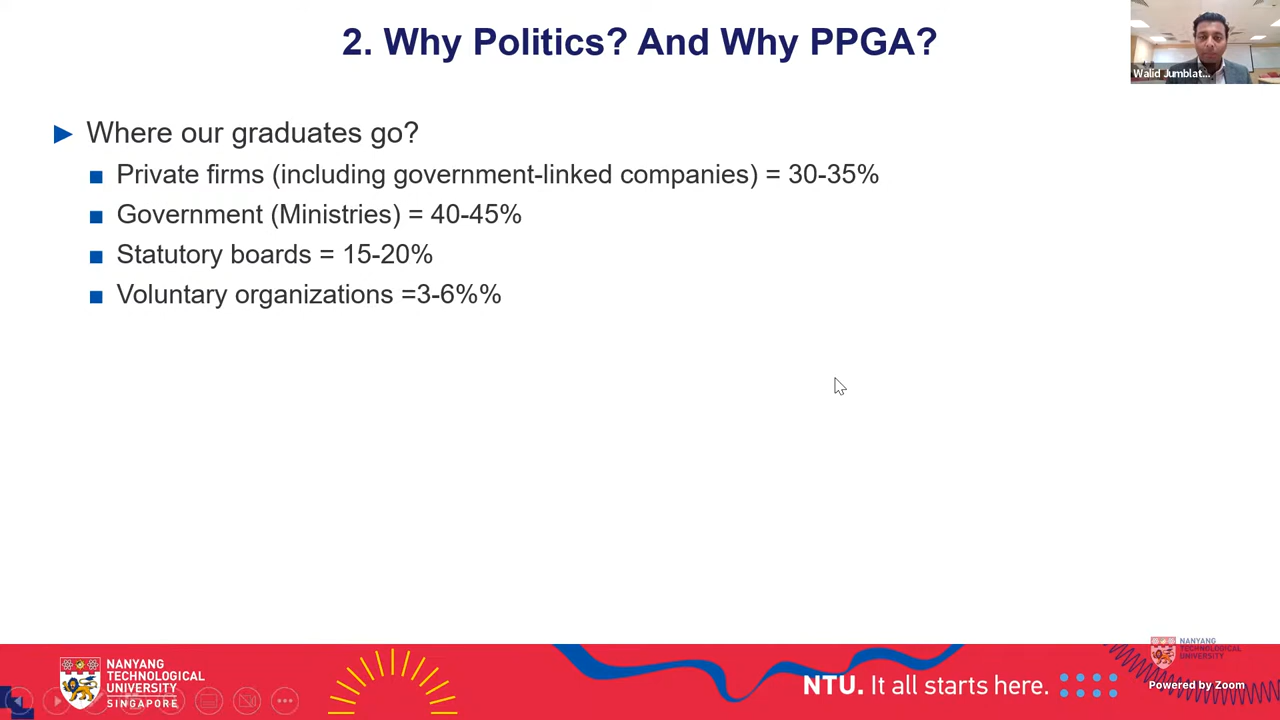 2. Why Politics? And Why PPGA?
Walid Jumblat...
Where our graduates go?
Private firms (including government-linked companies) = 30-35%
Government (Ministries) = 40-45%
Statutory boards = 15-20%
Voluntary organizations =3-6%%
NANYANG
TECHNOLOGICAL
UNIVERSITY
SINGAPORE
NTU. It all starts here.
NANYANG
TECHNOLOGICAL
UNIVERSITY
Powered by Zoom